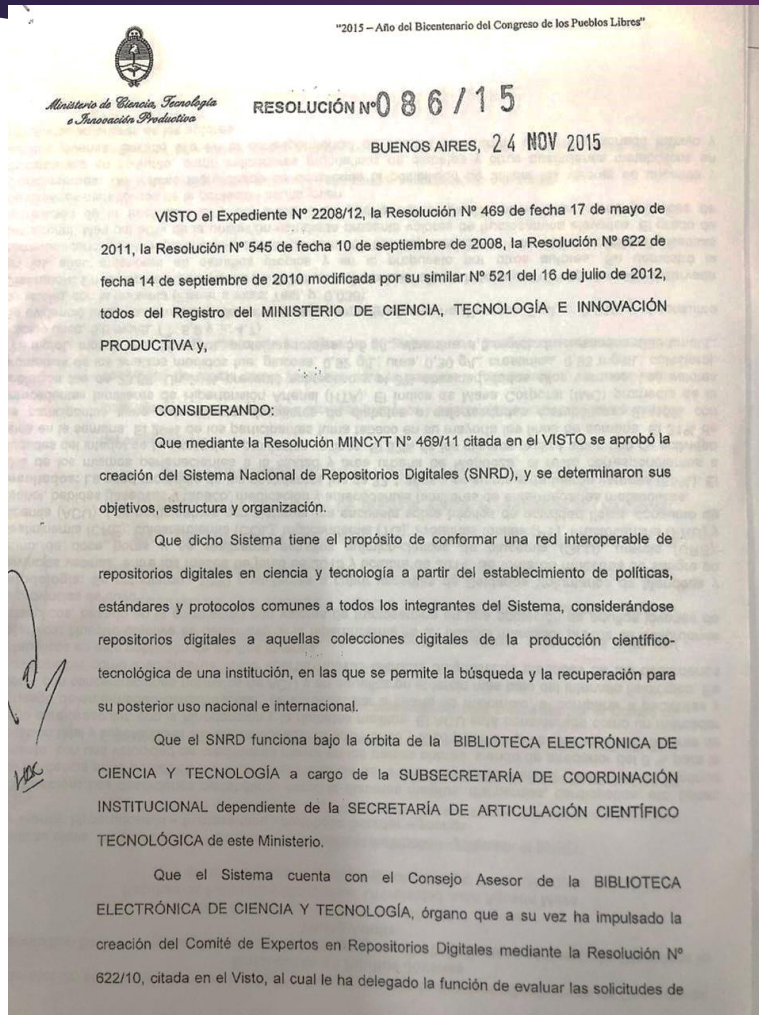 "2015 – Año del Bicentenario del Congreso de los Pueblos Libres"
Ministerio de Ciencia, Tecnología
e Innovación Productiva
RESOLUCIÓN Nº 086/15
BUENOS AIRES, 24 NOV 2015
VISTO el Expediente Nº 2208/12, la Resolución Nº 469 de fecha 17 de mayo de
2011, la Resolución Nº 545 de fecha 10 de septiembre de 2008, la Resolución Nº 622 de
fecha 14 de septiembre de 2010 modificada por su similar Nº 521 del 16 de julio de 2012,
todos del Registro del MINISTERIO DE CIENCIA, TECNOLOGÍA E INNOVACIÓN
PRODUCTIVA y,
CONSIDERANDO:
Que mediante la Resolución MINCYT N° 469/11 citada en el VISTO se aprobó la
creación del Sistema Nacional de Repositorios Digitales (SNRD), y se determinaron sus
objetivos, estructura y organización.
Que dicho Sistema tiene el propósito de conformar una red interoperable de
repositorios digitales en ciencia y tecnología a partir del establecimiento de políticas,
estándares y protocolos comunes a todos los integrantes del Sistema, considerándose
repositorios digitales a aquellas colecciones digitales de la producción científico-
tecnológica de una institución, en las que se permite la búsqueda y la recuperación para
su posterior uso nacional e internacional.
Que el SNRD funciona bajo la órbita de la BIBLIOTECA ELECTRÓNICA DE
CIENCIA Y TECNOLOGÍA a cargo de la SUBSECRETARÍA DE COORDINACIÓN
INSTITUCIONAL dependiente de la SECRETARÍA DE ARTICULACIÓN CIENTÍFICO
TECNOLÓGICA de este Ministerio.
Que el Sistema cuenta con el Consejo Asesor de la BIBLIOTECA
ELECTRÓNICA DE CIENCIA Y TECNOLOGÍA, órgano que a su vez ha impulsado la
creación del Comité de Expertos en Repositorios Digitales mediante la Resolución Nº
622/10, citada en el Visto, al cual le ha delegado la función de evaluar las solicitudes de